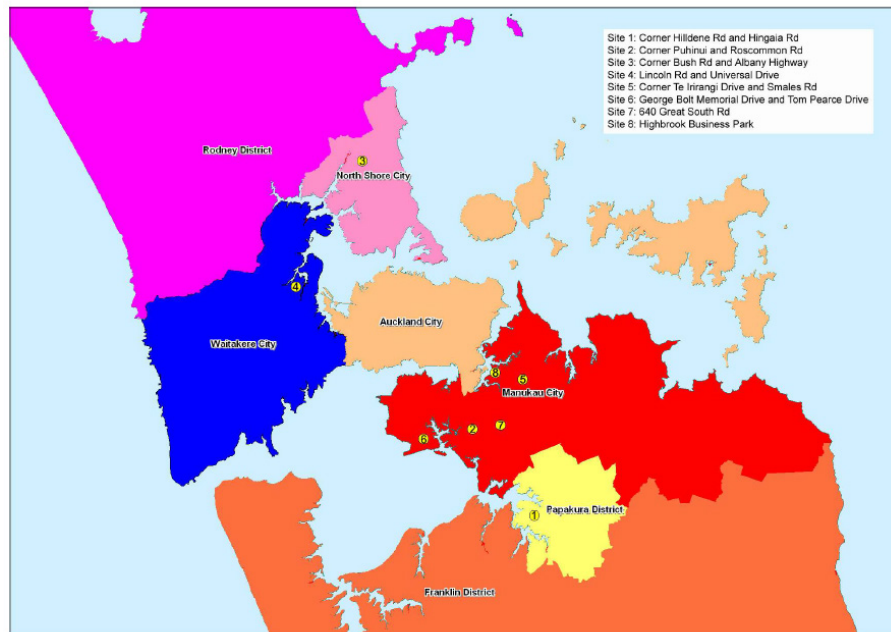 Site 1: Corner Hilldene Rd and Hingaia Rd
Site 2: Corner Puhinui and Roscommon Rd
Site 3: Corner Bush Rd and Albany Highway
Site 4: Lincoln Rd and Universal Drive
Site 5: Corner Te Irirangi Drive and Smales Rd
Site 6: George Bolt Memorial Drive and Tom Pearce Drive
Site 7: 640 Great South Rd
Site 8: Highbrook Business Park
Rodney District
3
North Shore City
4
Auckland City
Waitakere City
8
5
Manukau City
2
7
6
1
Papakura District
Franklin District